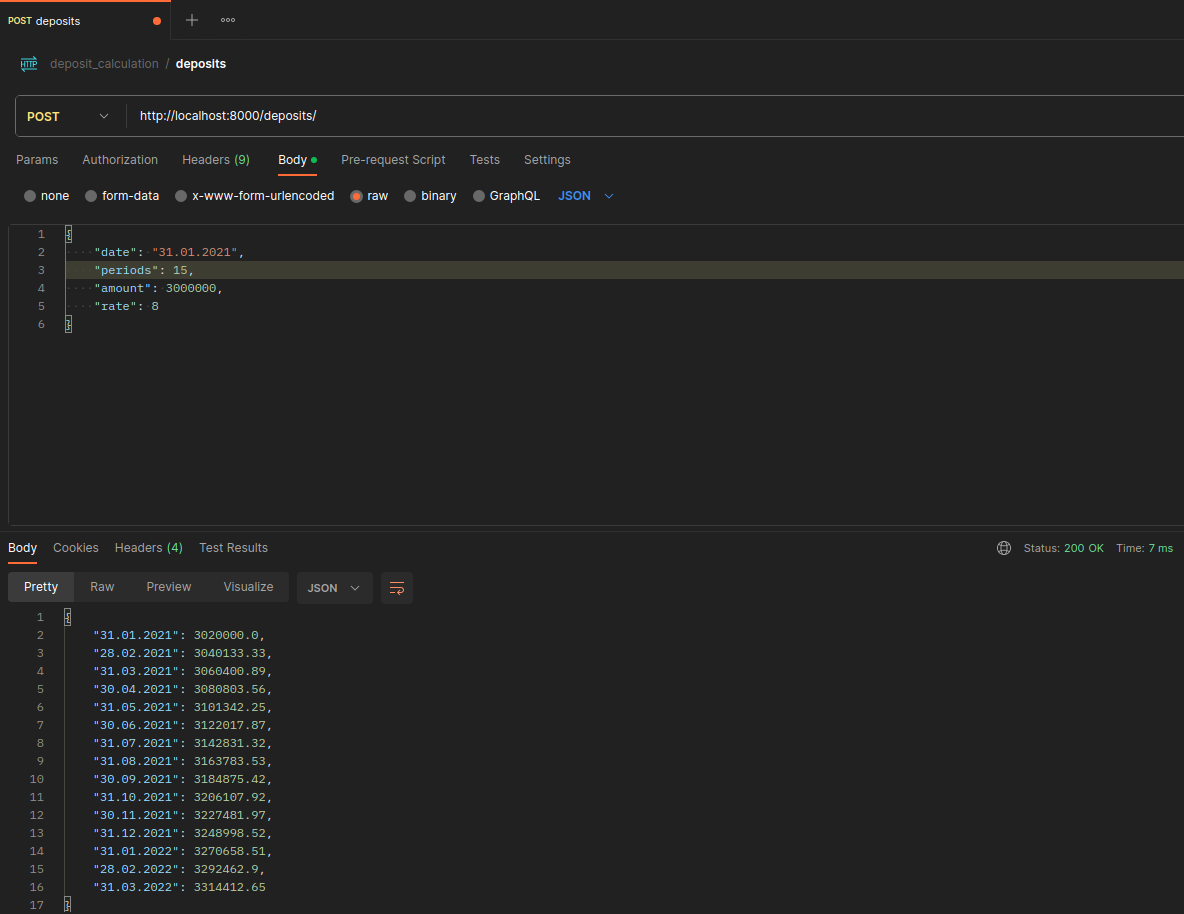 POST deposits
HTTP deposit_calculation / deposits
POST http://localhost:8000/deposits/
Params Authorization Headers (9) Body Pre-request Script Tests Settings
none form-data x-www-form-urlencoded raw binary GraphQL JSON
1 {
2 ····"date":·"31.01.2021",
3 ····"periods":·15,
4 ····"amount":·3000000,
5 ····"rate":·8
6 }
Body Cookies Headers (4) Test Results Status: 200 OK Time: 7 ms
Pretty Raw Preview Visualize JSON
1 {
2 "31.01.2021": 3020000.0,
3 "28.02.2021": 3040133.33,
4 "31.03.2021": 3060400.89,
5 "30.04.2021": 3080803.56,
6 "31.05.2021": 3101342.25,
7 "30.06.2021": 3122017.87,
8 "31.07.2021": 3142831.32,
9 "31.08.2021": 3163783.53,
10 "30.09.2021": 3184875.42,
11 "31.10.2021": 3206107.92,
12 "30.11.2021": 3227481.97,
13 "31.12.2021": 3248998.52,
14 "31.01.2022": 3270658.51,
15 "28.02.2022": 3292462.9,
16 "31.03.2022": 3314412.65
17 }